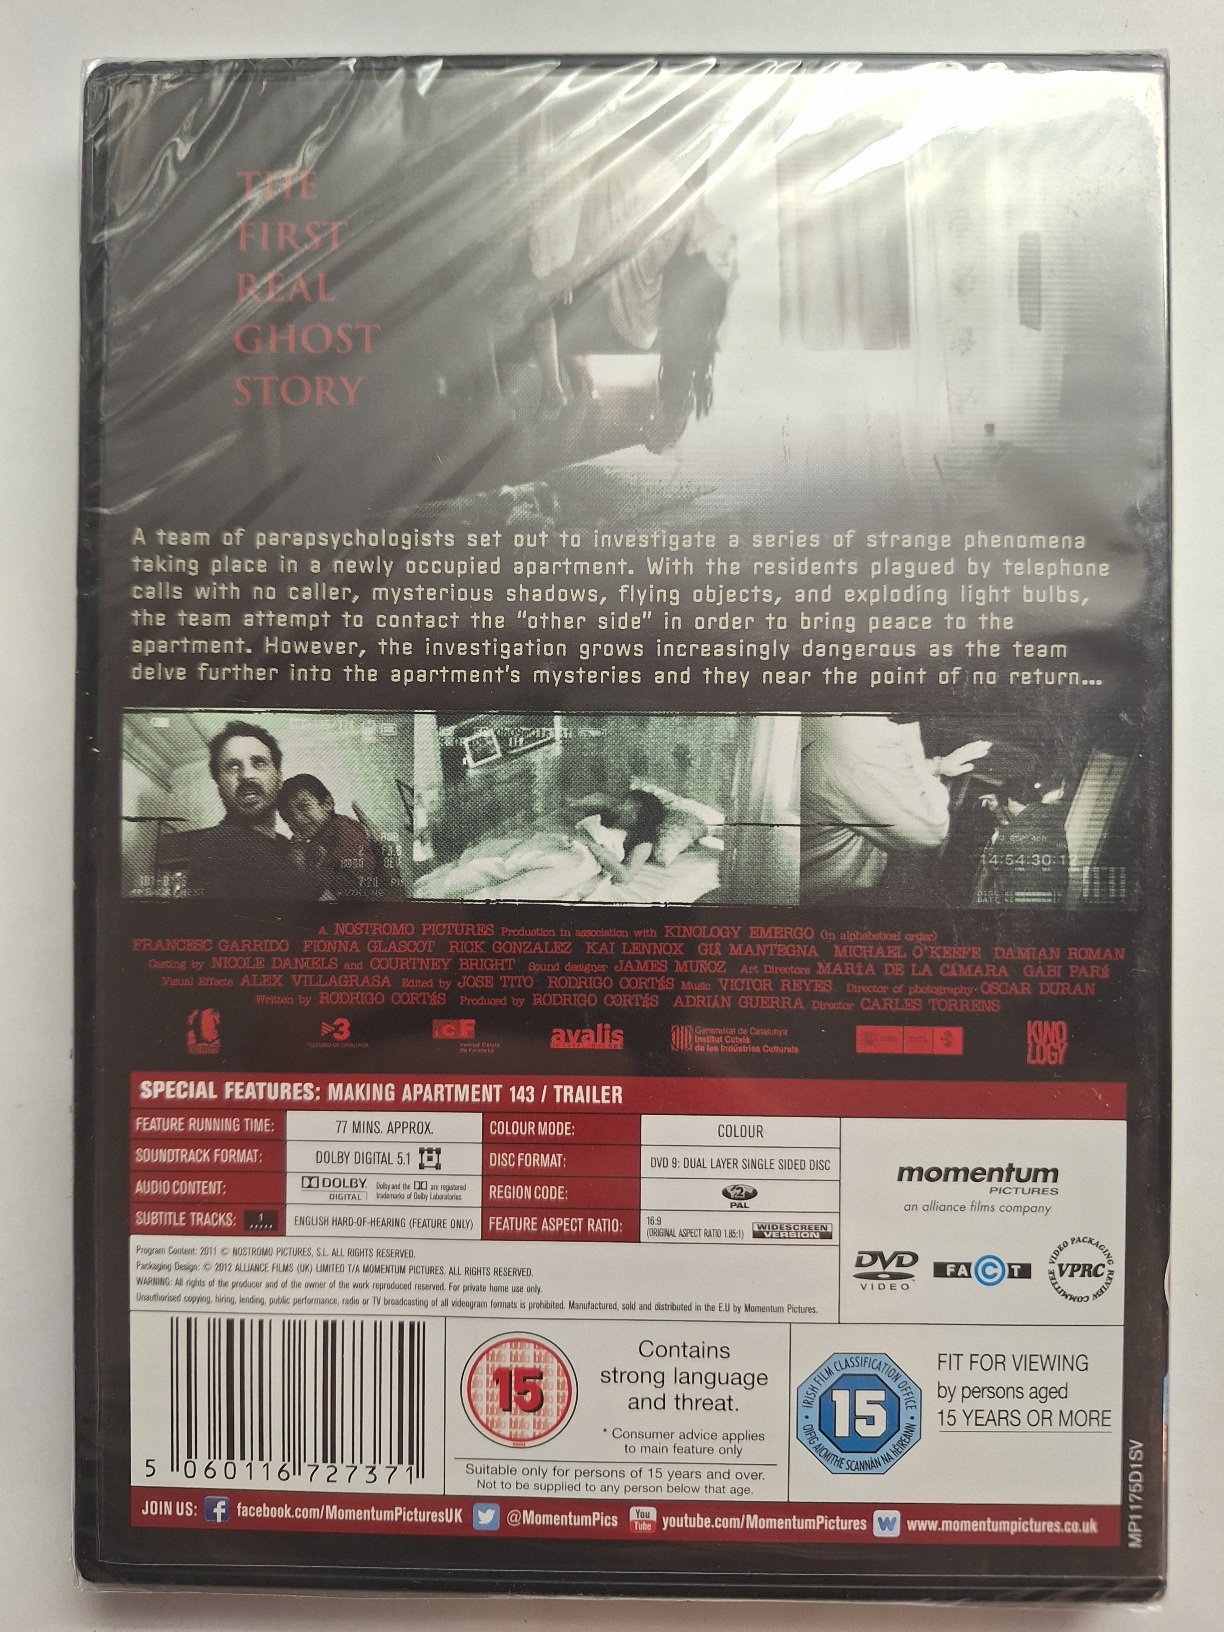 THE
FIRST
REAL
GHOST
STORY
A team of parapsychologists set out to investigate a series of strange phenomena
taking place in a newly occupied apartment. With the residents plagued by telephone
calls with no caller, mysterious shadows, flying objects, and exploding light bulbs,
the team attempt to contact the "other side" in order to bring peace to the
apartment. However, the investigation grows increasingly dangerous as the team
delve further into the apartment's mysteries and they near the point of no return...
14:54:30:12
A NOSTROMO PICTURES Production in association with KINOLOGY EMERGO (in alphabetical order)
FRANCESC GARRIDO FIONNA GLASCOT RICK GONZALEZ KAI LENNOX GIA MANTEGNA MICHAEL O'KEEFE DAMIAN ROMAN
Casting by NICOLE DANIELS and COURTNEY BRIGHT Sound designer JAMES MUÑOZ Art Directors MARÍA DE LA CÁMARA GABI PARÉ
Visual Effects ALEX VILLAGRASA Edited by JOSE TITO RODRIGO CORTÉS Music VICTOR REYES Director of photography OSCAR DURAN
Written by RODRIGO CORTÉS Produced by RODRIGO CORTÉS ADRIÁN GUERRA Director CARLES TORRENS
3
ICF
avalis
Generalitat de Catalunya
Institut Català
de les Indústries Culturals
KINO
LOGY
SPECIAL FEATURES: MAKING APARTMENT 143 / TRAILER
FEATURE RUNNING TIME: 77 MINS. APPROX. COLOUR MODE: COLOUR
SOUNDTRACK FORMAT: DOLBY DIGITAL 5.1 DISC FORMAT: DVD 9: DUAL LAYER SINGLE SIDED DISC
AUDIO CONTENT: DOLBY DIGITAL Dolby and the DD are registered trademarks of Dolby Laboratories. REGION CODE: 2 PAL
SUBTITLE TRACKS: 1 ENGLISH HARD-OF-HEARING (FEATURE ONLY) FEATURE ASPECT RATIO: 16:9 (ORIGINAL ASPECT RATIO 1.85:1) WIDESCREEN VERSION
momentum
PICTURES
an alliance films company
DVD
VIDEO
FACT
VIDEO PACKAGING REVIEW COMMITTEE
VPRC
Program Content: 2011 © NOSTROMO PICTURES, S.L. ALL RIGHTS RESERVED.
Packaging Design: © 2012 ALLIANCE FILMS (UK) LIMITED T/A MOMENTUM PICTURES. ALL RIGHTS RESERVED.
WARNING: All rights of the producer and of the owner of the work reproduced reserved. For private home use only.
Unauthorised copying, hiring, lending, public performance, radio or TV broadcasting of all videogram formats is prohibited. Manufactured, sold and distributed in the E.U by Momentum Pictures.
5 060116 727371
15
Contains
strong language
and threat.
* Consumer advice applies
to main feature only
Suitable only for persons of 15 years and over.
Not to be supplied to any person below that age.
IRISH FILM CLASSIFICATION OFFICE
15
OIFIG AICMITHE SCANNÁN NA HÉIREANN
FIT FOR VIEWING
by persons aged
15 YEARS OR MORE
MP1175D1SV
JOIN US: f facebook.com/MomentumPicturesUK @MomentumPics You Tube youtube.com/MomentumPictures W www.momentumpictures.co.uk